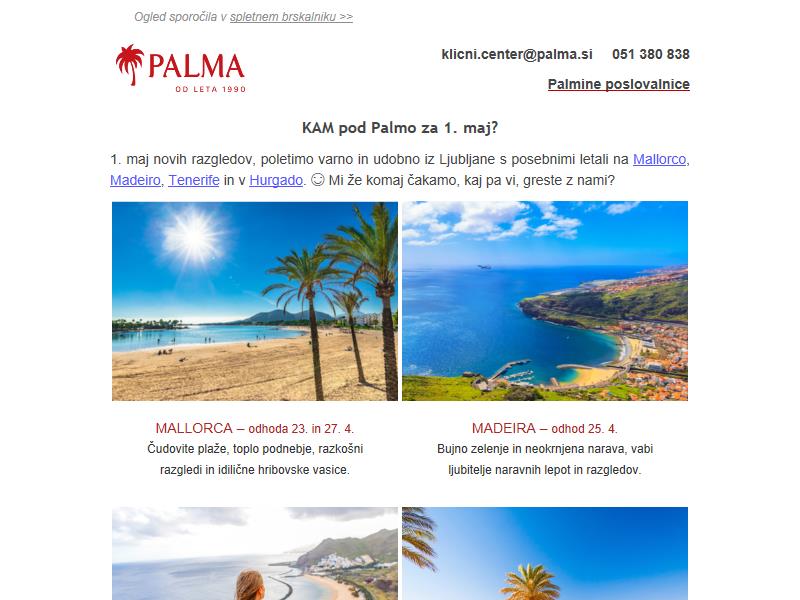 Ogled sporočila v spletnem brskalniku >>
PALMA
OD LETA 1990
klicni.center@palma.si 051 380 838
Palmine poslovalnice
KAM pod Palmo za 1. maj?
1. maj novih razgledov, poletimo varno in udobno iz Ljubljane s posebnimi letali na Mallorco,
Madeiro, Tenerife in v Hurgado. ☺ Mi že komaj čakamo, kaj pa vi, greste z nami?
MALLORCA – odhoda 23. in 27. 4.
Čudovite plaže, toplo podnebje, razkošni
razgledi in idilične hribovske vasice.
MADEIRA – odhod 25. 4.
Bujno zelenje in neokrnjena narava, vabi
ljubitelje naravnih lepot in razgledov.